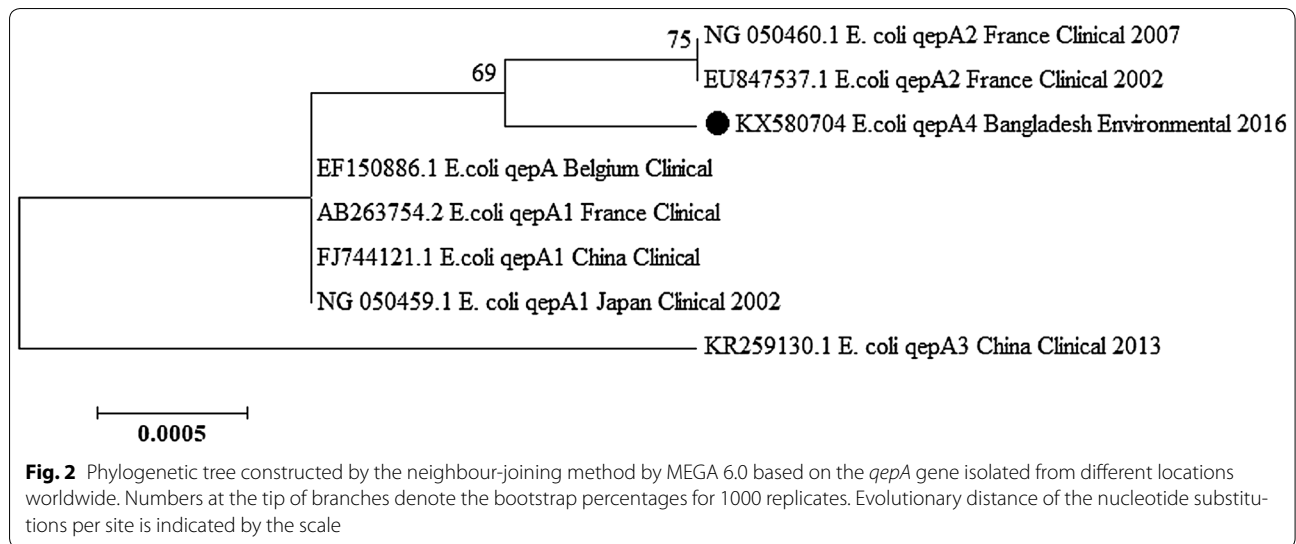 75
NG 050460.1 E. coli qepA2 France Clinical 2007
69
EU847537.1 E.coli qepA2 France Clinical 2002
KX580704 E.coli qepA4 Bangladesh Environmental 2016
EF150886.1 E.coli qepA Belgium Clinical
AB263754.2 E.coli qepA1 France Clinical
FJ744121.1 E.coli qepA1 China Clinical
NG 050459.1 E. coli qepA1 Japan Clinical 2002
KR259130.1 E. coli qepA3 China Clinical 2013
0.0005
Fig. 2 Phylogenetic tree constructed by the neighbour-joining method by MEGA 6.0 based on the qepA gene isolated from different locations
worldwide. Numbers at the tip of branches denote the bootstrap percentages for 1000 replicates. Evolutionary distance of the nucleotide substitu-
tions per site is indicated by the scale